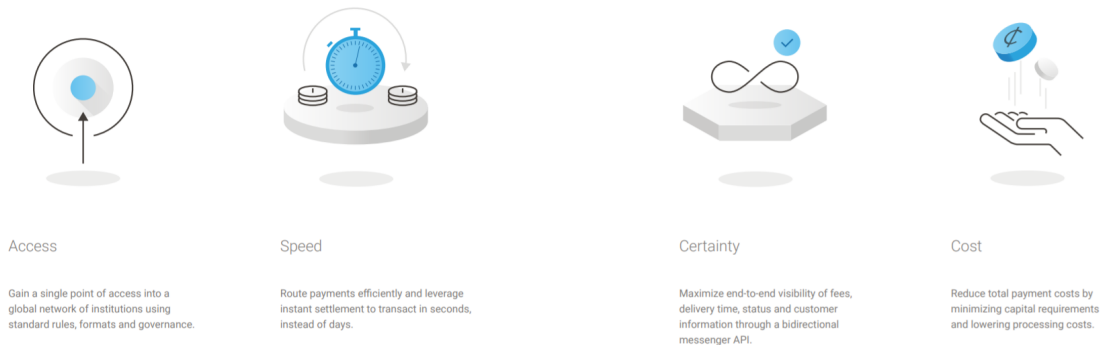 ¢
Access
Gain a single point of access into a
global network of institutions using
standard rules, formats and governance.
Speed
Route payments efficiently and leverage
instant settlement to transact in seconds,
instead of days.
Certainty
Maximize end-to-end visibility of fees,
delivery time, status and customer
information through a bidirectional
messenger API.
Cost
Reduce total payment costs by
minimizing capital requirements
and lowering processing costs.